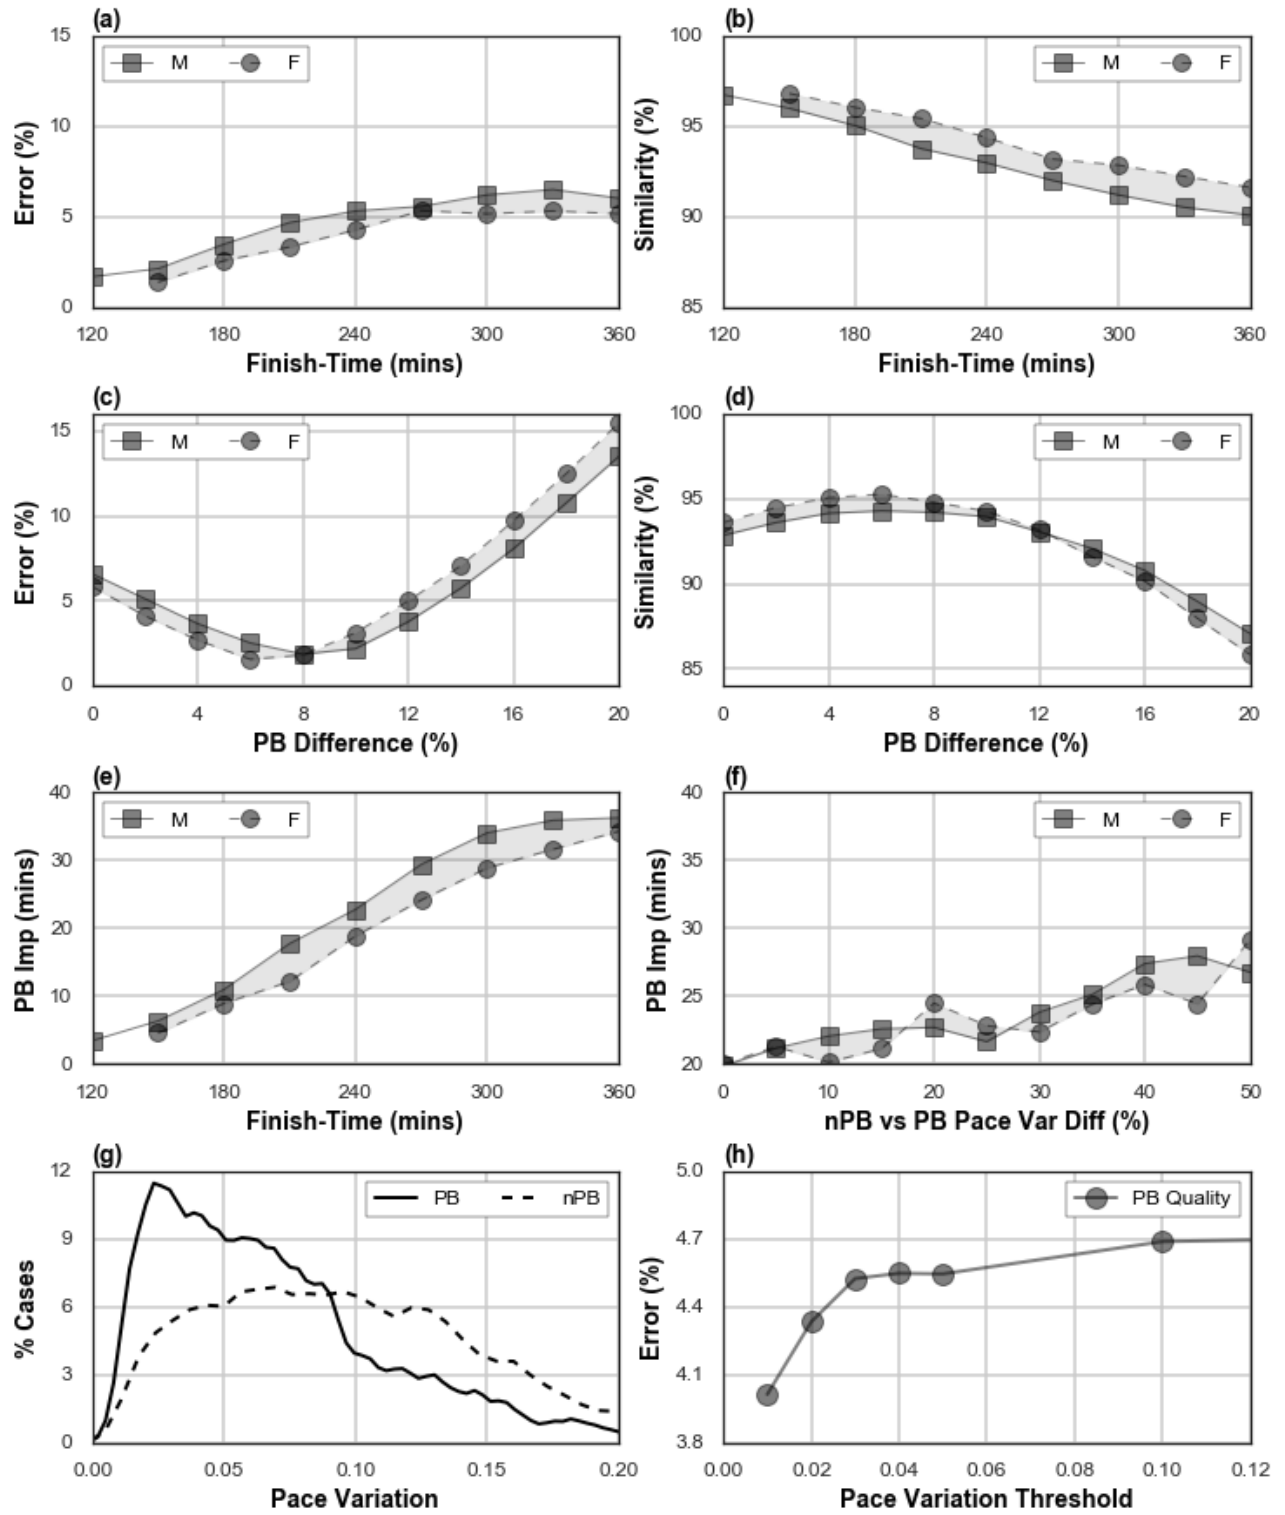 (a)
15
10
5
0
Error (%)
M F
120 180 240 300 360
Finish-Time (mins)
(b)
100
95
90
85
Similarity (%)
M F
120 180 240 300 360
Finish-Time (mins)
(c)
15
10
5
0
Error (%)
M F
0 4 8 12 16 20
PB Difference (%)
(d)
100
95
90
85
Similarity (%)
M F
0 4 8 12 16 20
PB Difference (%)
(e)
40
30
20
10
0
PB Imp (mins)
M F
120 180 240 300 360
Finish-Time (mins)
(f)
40
35
30
25
20
PB Imp (mins)
M F
0 10 20 30 40 50
nPB vs PB Pace Var Diff (%)
(g)
12
9
6
3
0
% Cases
PB nPB
0.00 0.05 0.10 0.15 0.20
Pace Variation
(h)
5.0
4.7
4.4
4.1
3.8
Error (%)
PB Quality
0.00 0.02 0.04 0.06 0.08 0.10 0.12
Pace Variation Threshold